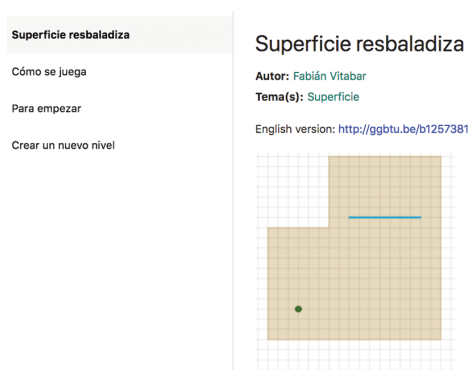 Superficie resbaladiza
Cómo se juega
Para empezar
Crear un nuevo nivel
Superficie resbaladiza
Autor: Fabián Vitabar
Tema(s): Superficie
English version: http://ggbtu.be/b1257381